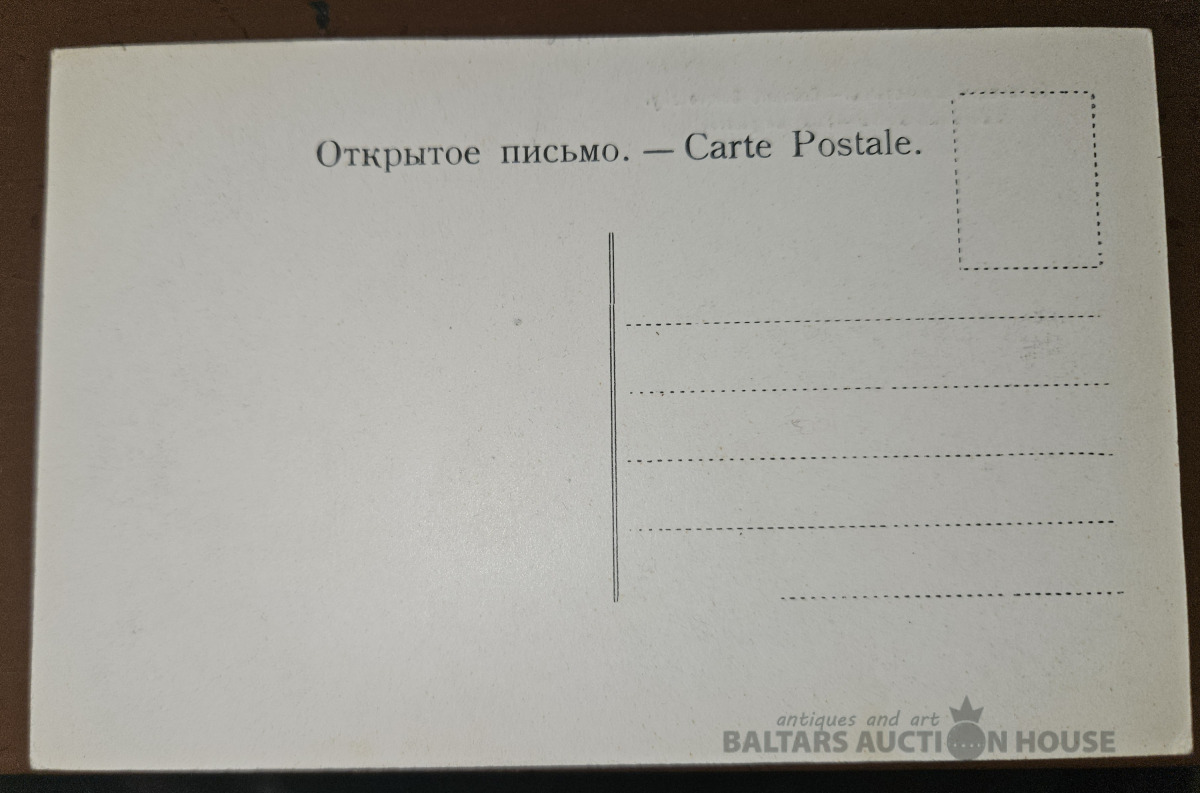 Открытое письмо. — Carte Postale.
antiques and art
BALTARS AUCTION HOUSE